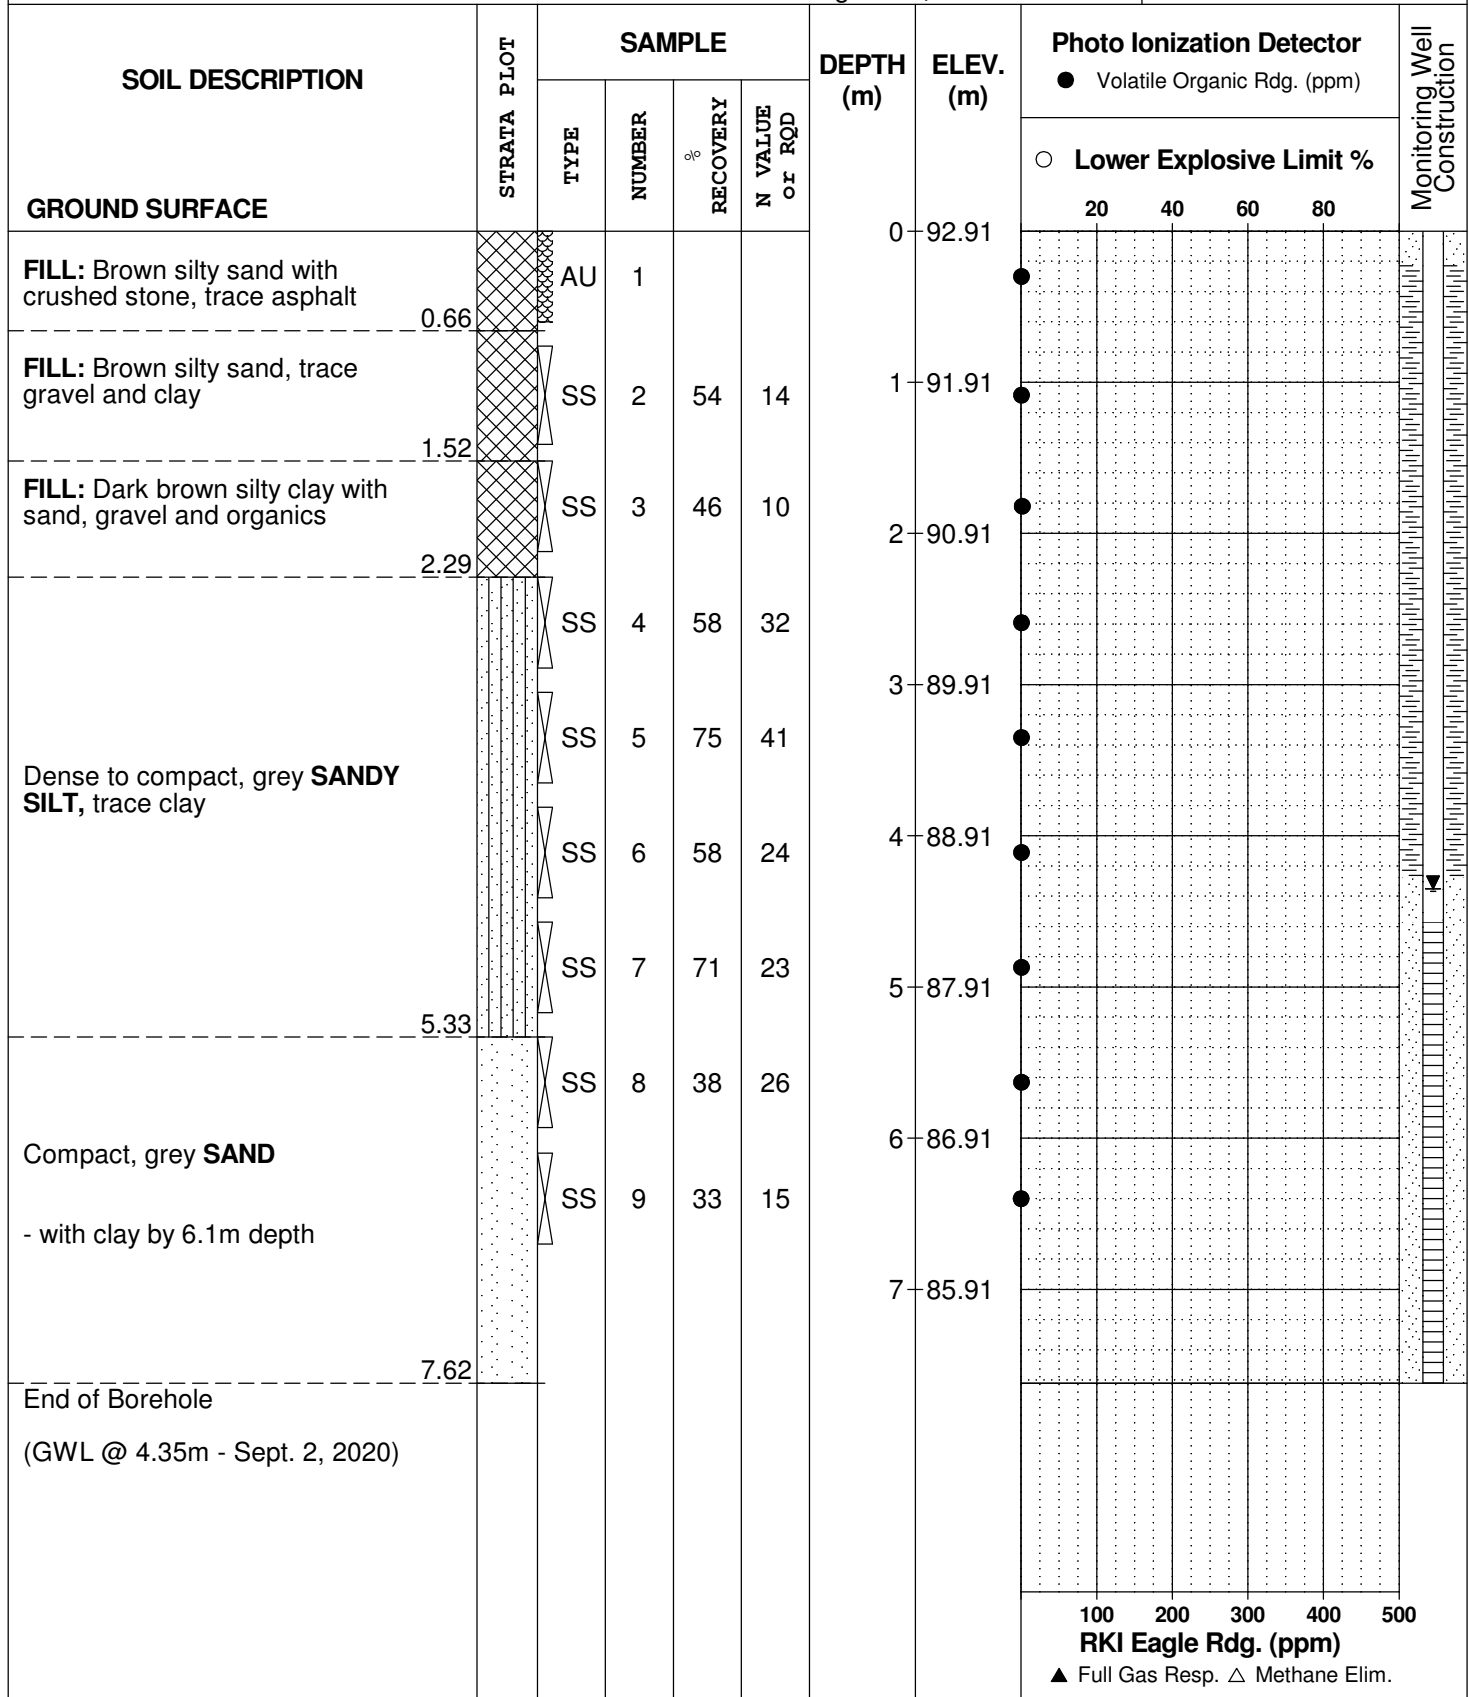 SOIL DESCRIPTION
GROUND SURFACE
STRATA PLOT
SAMPLE
TYPE
NUMBER
%
RECOVERY
N VALUE
or RQD
DEPTH
(m)
ELEV.
(m)
Photo Ionization Detector
● Volatile Organic Rdg. (ppm)
○ Lower Explosive Limit %
20 40 60 80
Monitoring Well
Construction
0 92.91
FILL: Brown silty sand with
crushed stone, trace asphalt
0.66
AU 1
FILL: Brown silty sand, trace
gravel and clay
1.52
SS 2 54 14
1 91.91
FILL: Dark brown silty clay with
sand, gravel and organics
2.29
SS 3 46 10
2 90.91
SS 4 58 32
3 89.91
SS 5 75 41
Dense to compact, grey SANDY
SILT, trace clay
4 88.91
SS 6 58 24
SS 7 71 23
5 87.91
5.33
SS 8 38 26
6 86.91
Compact, grey SAND
SS 9 33 15
- with clay by 6.1m depth
7 85.91
7.62
End of Borehole
(GWL @ 4.35m - Sept. 2, 2020)
100 200 300 400 500
RKI Eagle Rdg. (ppm)
▲ Full Gas Resp. △ Methane Elim.